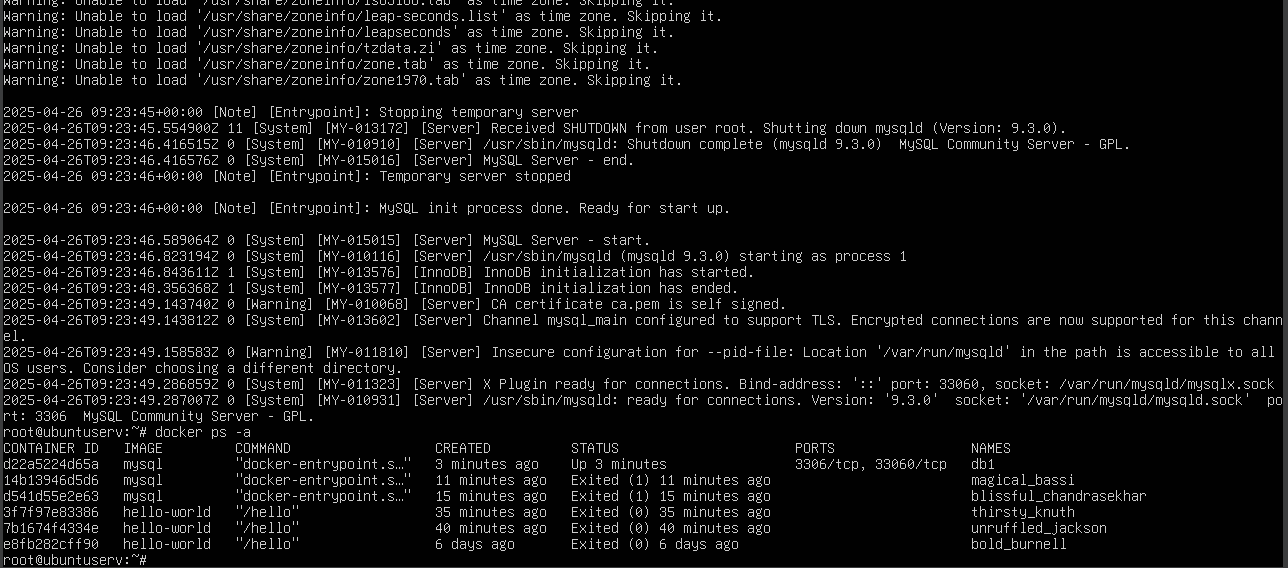 Warning: Unable to load '/usr/share/zoneinfo/iso3166.tab' as time zone. Skipping it.
Warning: Unable to load '/usr/share/zoneinfo/leap-seconds.list' as time zone. Skipping it.
Warning: Unable to load '/usr/share/zoneinfo/leapseconds' as time zone. Skipping it.
Warning: Unable to load '/usr/share/zoneinfo/tzdata.zi' as time zone. Skipping it.
Warning: Unable to load '/usr/share/zoneinfo/zone.tab' as time zone. Skipping it.
Warning: Unable to load '/usr/share/zoneinfo/zone1970.tab' as time zone. Skipping it.
2025-04-26 09:23:45+00:00 [Note] [Entrypoint]: Stopping temporary server
2025-04-26T09:23:45.554900Z 11 [System] [MY-013172] [Server] Received SHUTDOWN from user root. Shutting down mysqld (Version: 9.3.0).
2025-04-26T09:23:46.416515Z 0 [System] [MY-010910] [Server] /usr/sbin/mysqld: Shutdown complete (mysqld 9.3.0)  MySQL Community Server - GPL.
2025-04-26T09:23:46.416576Z 0 [System] [MY-015016] [Server] MySQL Server - end.
2025-04-26 09:23:46+00:00 [Note] [Entrypoint]: Temporary server stopped
2025-04-26 09:23:46+00:00 [Note] [Entrypoint]: MySQL init process done. Ready for start up.
2025-04-26T09:23:46.589064Z 0 [System] [MY-015015] [Server] MySQL Server - start.
2025-04-26T09:23:46.823194Z 0 [System] [MY-010116] [Server] /usr/sbin/mysqld (mysqld 9.3.0) starting as process 1
2025-04-26T09:23:46.843611Z 1 [System] [MY-013576] [InnoDB] InnoDB initialization has started.
2025-04-26T09:23:48.356368Z 1 [System] [MY-013577] [InnoDB] InnoDB initialization has ended.
2025-04-26T09:23:49.143740Z 0 [Warning] [MY-010068] [Server] CA certificate ca.pem is self signed.
2025-04-26T09:23:49.143812Z 0 [System] [MY-013602] [Server] Channel mysql_main configured to support TLS. Encrypted connections are now supported for this chann
el.
2025-04-26T09:23:49.158583Z 0 [Warning] [MY-011810] [Server] Insecure configuration for --pid-file: Location '/var/run/mysqld' in the path is accessible to all
OS users. Consider choosing a different directory.
2025-04-26T09:23:49.286859Z 0 [System] [MY-011323] [Server] X Plugin ready for connections. Bind-address: '::' port: 33060, socket: /var/run/mysqld/mysqlx.sock
2025-04-26T09:23:49.287007Z 0 [System] [MY-010931] [Server] /usr/sbin/mysqld: ready for connections. Version: '9.3.0'  socket: '/var/run/mysqld/mysqld.sock'  po
rt: 3306  MySQL Community Server - GPL.
root@ubuntuserv:~# docker ps -a
CONTAINER ID   IMAGE         COMMAND                  CREATED          STATUS                      PORTS                 NAMES
d22a5224d65a   mysql         "docker-entrypoint.s…"   3 minutes ago    Up 3 minutes                3306/tcp, 33060/tcp   db1
14b13946d5d6   mysql         "docker-entrypoint.s…"   11 minutes ago   Exited (1) 11 minutes ago                         magical_bassi
d541d55e2e63   mysql         "docker-entrypoint.s…"   15 minutes ago   Exited (1) 15 minutes ago                         blissful_chandrasekhar
3f7f97e83386   hello-world   "/hello"                 35 minutes ago   Exited (0) 35 minutes ago                         thirsty_knuth
7b1674f4334e   hello-world   "/hello"                 40 minutes ago   Exited (0) 40 minutes ago                         unruffled_jackson
e8fb282cff90   hello-world   "/hello"                 6 days ago       Exited (0) 6 days ago                             bold_burnell
root@ubuntuserv:~#